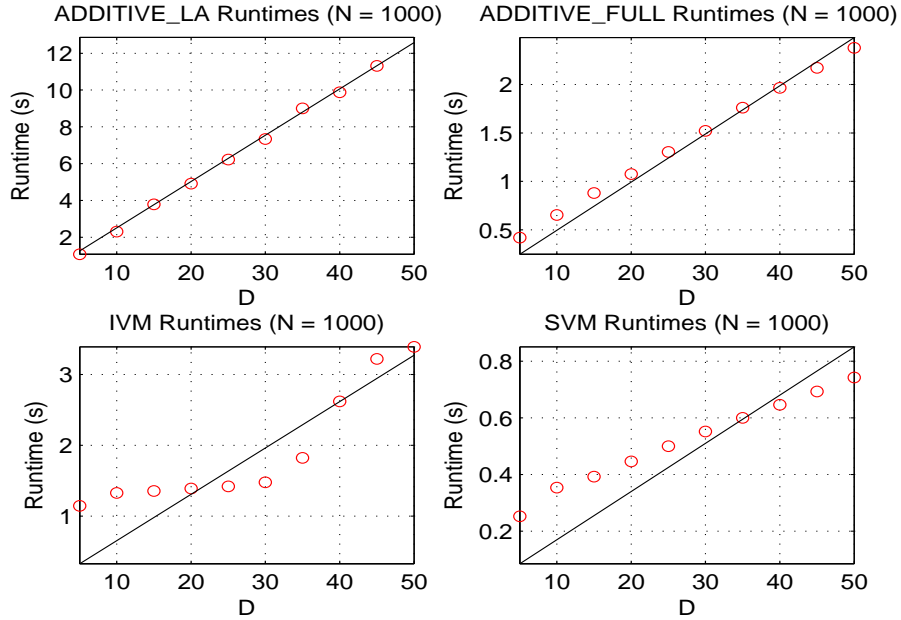 ADDITIVE_LA Runtimes (N = 1000)
Runtime (s)
12
10
8
6
4
2
10 20 30 40 50
D
ADDITIVE_FULL Runtimes (N = 1000)
Runtime (s)
2
1.5
1
0.5
10 20 30 40 50
D
IVM Runtimes (N = 1000)
Runtime (s)
3
2
1
10 20 30 40 50
D
SVM Runtimes (N = 1000)
Runtime (s)
0.8
0.6
0.4
0.2
10 20 30 40 50
D